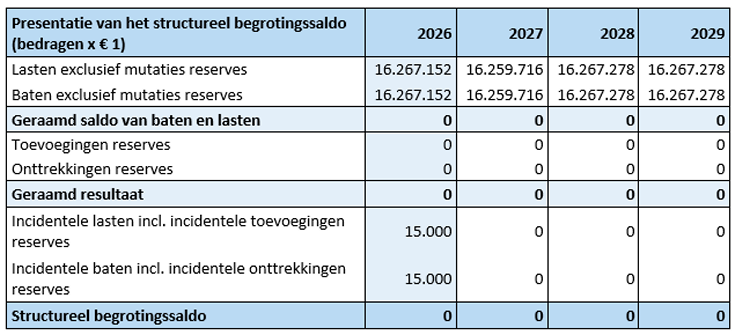 Presentatie van het structureel begrotingssaldo
(bedragen x € 1) 2026 2027 2028 2029
Lasten exclusief mutaties reserves 16.267.152 16.259.716 16.267.278 16.267.278
Baten exclusief mutaties reserves 16.267.152 16.259.716 16.267.278 16.267.278
Geraamd saldo van baten en lasten 0 0 0 0
Toevoegingen reserves 0 0 0 0
Onttrekkingen reserves 0 0 0 0
Geraamd resultaat 0 0 0 0
Incidentele lasten incl. incidentele toevoegingen
reserves 15.000 0 0 0
Incidentele baten incl. incidentele onttrekkingen
reserves 15.000 0 0 0
Structureel begrotingssaldo 0 0 0 0